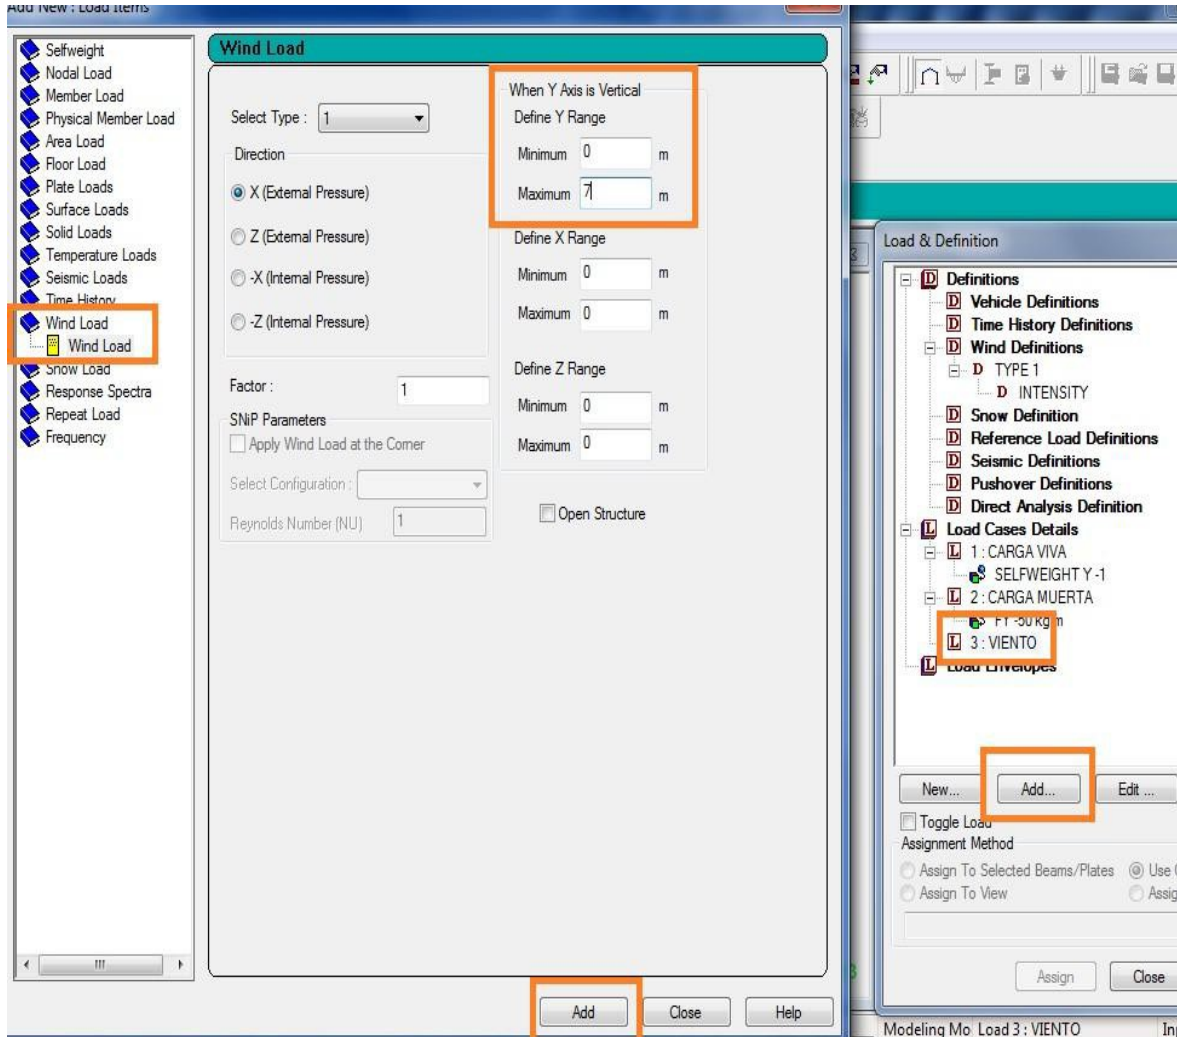 Add New : Load Items
Selfweight
Nodal Load
Member Load
Physical Member Load
Area Load
Floor Load
Plate Loads
Surface Loads
Solid Loads
Temperature Loads
Seismic Loads
Time History
Wind Load
Wind Load
Snow Load
Response Spectra
Repeat Load
Frequency
Wind Load
Select Type : 1
Direction
X (External Pressure)
Z (External Pressure)
-X (Internal Pressure)
-Z (Internal Pressure)
Factor : 1
SNiP Parameters
Apply Wind Load at the Corner
Select Configuration :
Reynolds Number (NU) 1
When Y Axis is Vertical
Define Y Range
Minimum 0 m
Maximum 7 m
Define X Range
Minimum 0 m
Maximum 0 m
Define Z Range
Minimum 0 m
Maximum 0 m
Open Structure
Add Close Help
Load & Definition
Definitions
Vehicle Definitions
Time History Definitions
Wind Definitions
TYPE 1
INTENSITY
Snow Definition
Reference Load Definitions
Seismic Definitions
Pushover Definitions
Direct Analysis Definition
Load Cases Details
1 : CARGA VIVA
SELFWEIGHT Y -1
2 : CARGA MUERTA
FY -50 kg/m
3 : VIENTO
Load Envelopes
New... Add... Edit ...
Toggle Load
Assignment Method
Assign To Selected Beams/Plates Use
Assign To View
Assign Close
Modeling Mo Load 3 : VIENTO